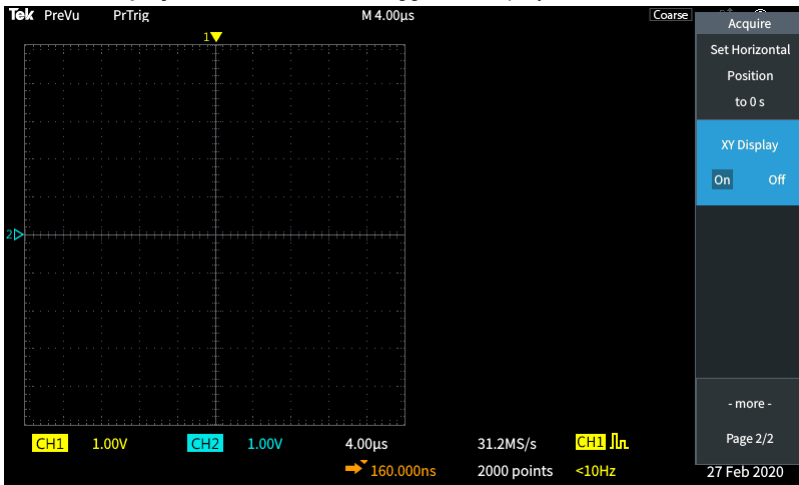 Tek PreVu PrTrig M 4.00µs Coarse
Acquire
Set Horizontal
Position
to 0 s
XY Display
On Off
1
2
- more -
Page 2/2
CH1 1.00V CH2 1.00V 4.00µs 31.2MS/s CH1
160.000ns 2000 points <10Hz 27 Feb 2020